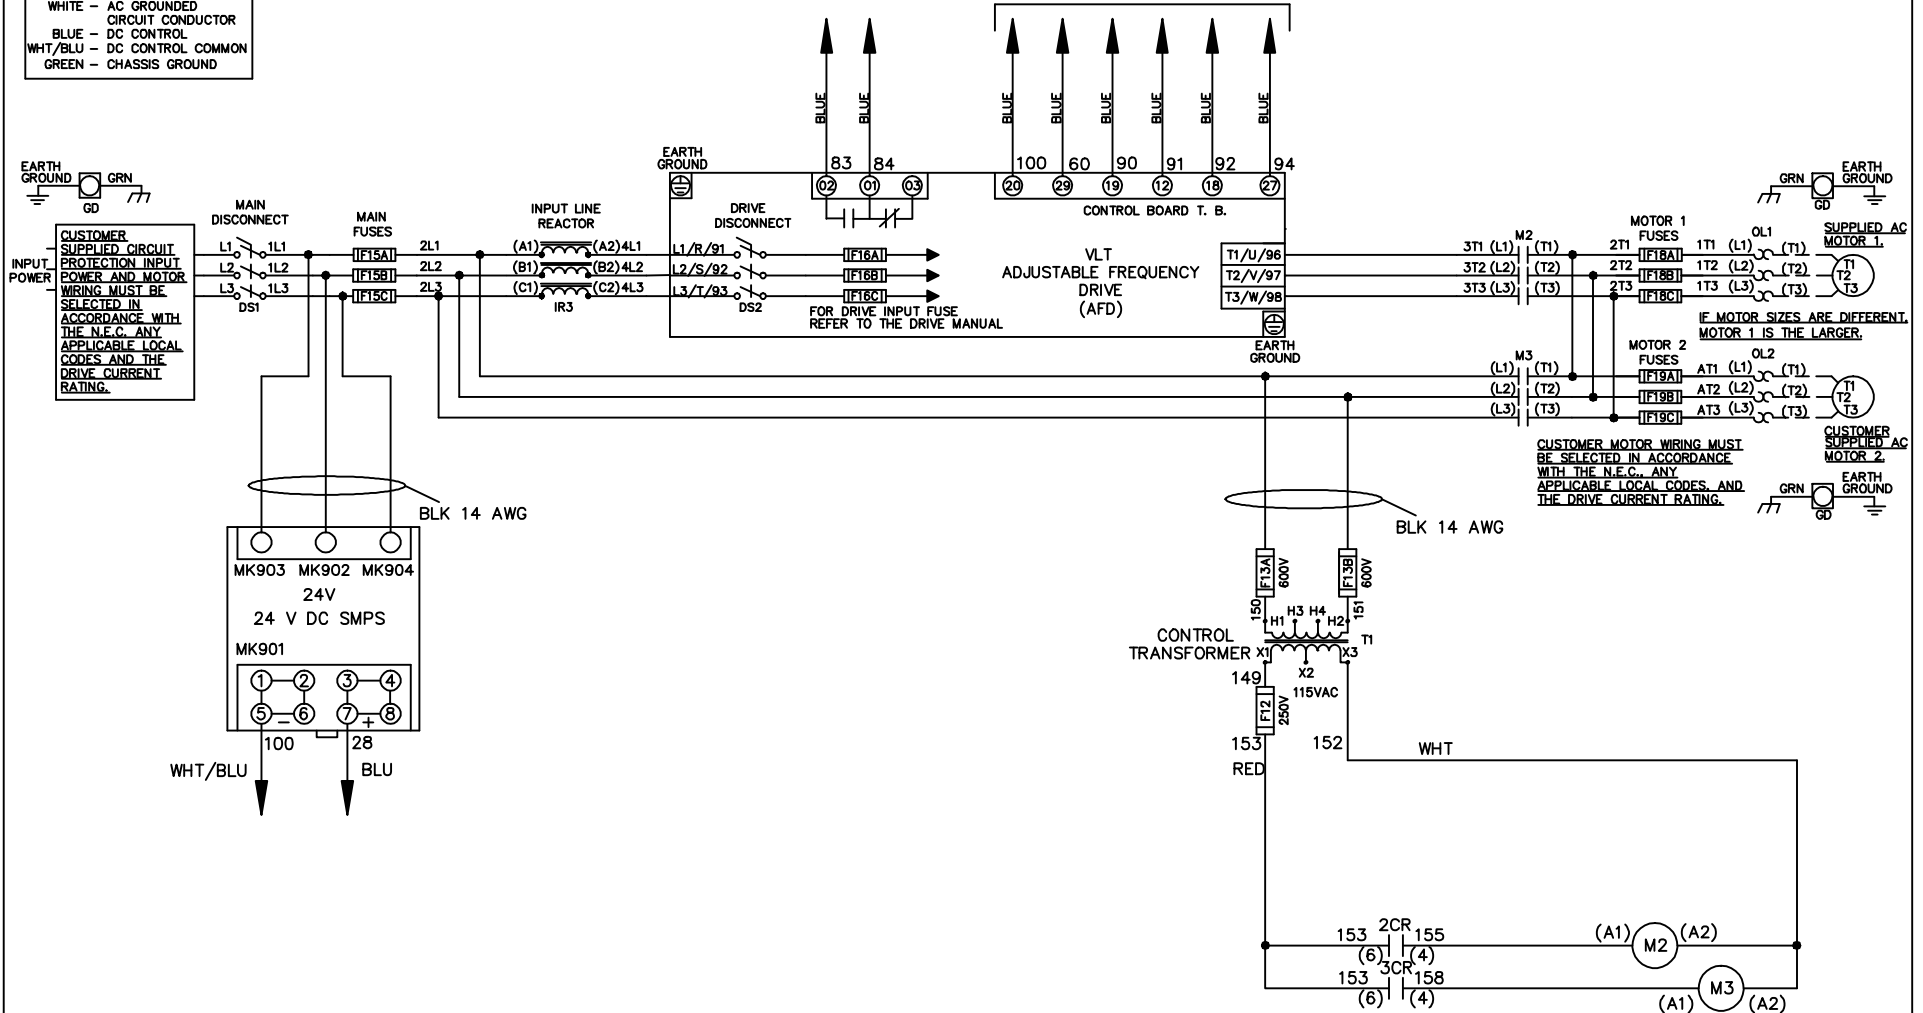 WHITE – AC GROUNDED
CIRCUIT CONDUCTOR
BLUE – DC CONTROL
WHT/BLU – DC CONTROL COMMON
GREEN – CHASSIS GROUND
BLUE
BLUE
BLUE
BLUE
BLUE
BLUE
BLUE
BLUE
EARTH
GROUND
83
84
100
60
90
91
92
94
02
01
03
20
29
19
12
18
27
CONTROL BOARD T. B.
EARTH
GROUND
GRN
GD
INPUT
POWER
CUSTOMER
SUPPLIED CIRCUIT
PROTECTION INPUT
POWER AND MOTOR
WIRING MUST BE
SELECTED IN
ACCORDANCE WITH
THE N.E.C. ANY
APPLICABLE LOCAL
CODES AND THE
DRIVE CURRENT
RATING.
MAIN
DISCONNECT
L1
1L1
L2
1L2
L3
1L3
DS1
MAIN
FUSES
F15A
F15B
F15C
2L1
2L2
2L3
INPUT LINE
REACTOR
(A1)
(A2)4L1
(B1)
(B2)4L2
(C1)
(C2)4L3
IR3
L1/R/91
L2/S/92
L3/T/93
DRIVE
DISCONNECT
DS2
F16A
F16B
F16C
FOR DRIVE INPUT FUSE
REFER TO THE DRIVE MANUAL
VLT
ADJUSTABLE FREQUENCY
DRIVE
(AFD)
T1/U/96
T2/V/97
T3/W/98
EARTH
GROUND
M2
3T1 (L1)
(T1)
3T2 (L2)
(T2)
3T3 (L3)
(T3)
MOTOR 1
FUSES
2T1
F18A
1T1
(L1)
2T2
F18B
1T2
(L2)
2T3
F18C
1T3
(L3)
OL1
(T1)
(T2)
(T3)
T1
T2
T3
GRN
GD
EARTH
GROUND
SUPPLIED AC
MOTOR 1.
IF MOTOR SIZES ARE DIFFERENT,
MOTOR 1 IS THE LARGER.
M3
(L1)
(T1)
(L2)
(T2)
(L3)
(T3)
MOTOR 2
FUSES
F19A
AT1
(L1)
F19B
AT2
(L2)
F19C
AT3
(L3)
OL2
(T1)
(T2)
(T3)
T1
T2
T3
CUSTOMER
SUPPLIED AC
MOTOR 2.
CUSTOMER MOTOR WIRING MUST
BE SELECTED IN ACCORDANCE
WITH THE N.E.C., ANY
APPLICABLE LOCAL CODES, AND
THE DRIVE CURRENT RATING.
GRN
GD
EARTH
GROUND
BLK 14 AWG
MK903
MK902
MK904
24V
24 V DC SMPS
MK901
1
2
3
4
5
6
7
8
–
+
100
28
WHT/BLU
BLU
BLK 14 AWG
F13A
600V
F13B
600V
150
151
H1
H3
H4
H2
CONTROL
TRANSFORMER
T1
X1
X3
X2
149
115VAC
F12
250V
153
152
RED
WHT
2CR
153
155
(6)
(4)
(A1)
M2
(A2)
3CR
153
158
(6)
(4)
(A1)
M3
(A2)